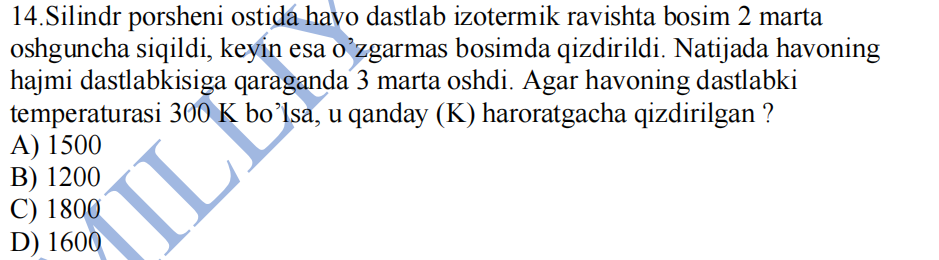 14.Silindr porsheni ostida havo dastlab izotermik ravishta bosim 2 marta
oshguncha siqildi, keyin esa o’zgarmas bosimda qizdirildi. Natijada havoning
hajmi dastlabkisiga qaraganda 3 marta oshdi. Agar havoning dastlabki
temperaturasi 300 K bo’lsa, u qanday (K) haroratgacha qizdirilgan ?
A) 1500
B) 1200
C) 1800
D) 1600
MILLIY